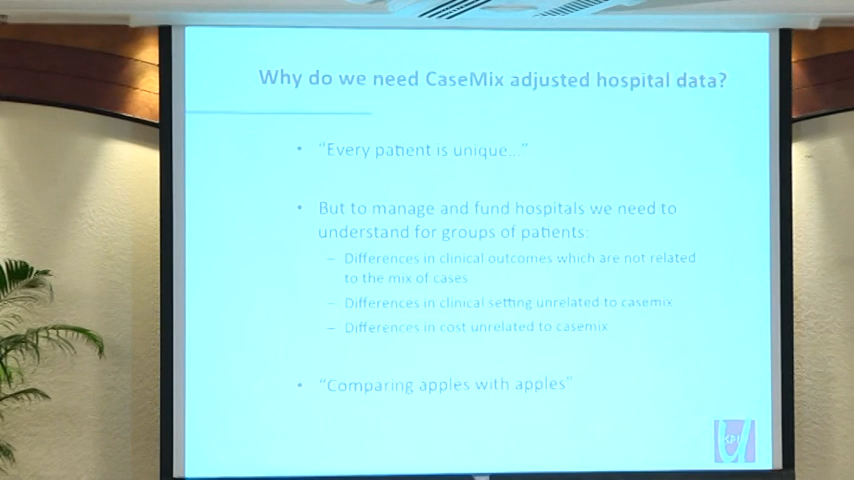 Why do we need CaseMix adjusted hospital data?
• "Every patient is unique..."
• But to manage and fund hospitals we need to
understand for groups of patients:
– Differences in clinical outcomes which are not related
to the mix of cases
– Differences in clinical setting unrelated to casemix
– Differences in cost unrelated to casemix
• "Comparing apples with apples"